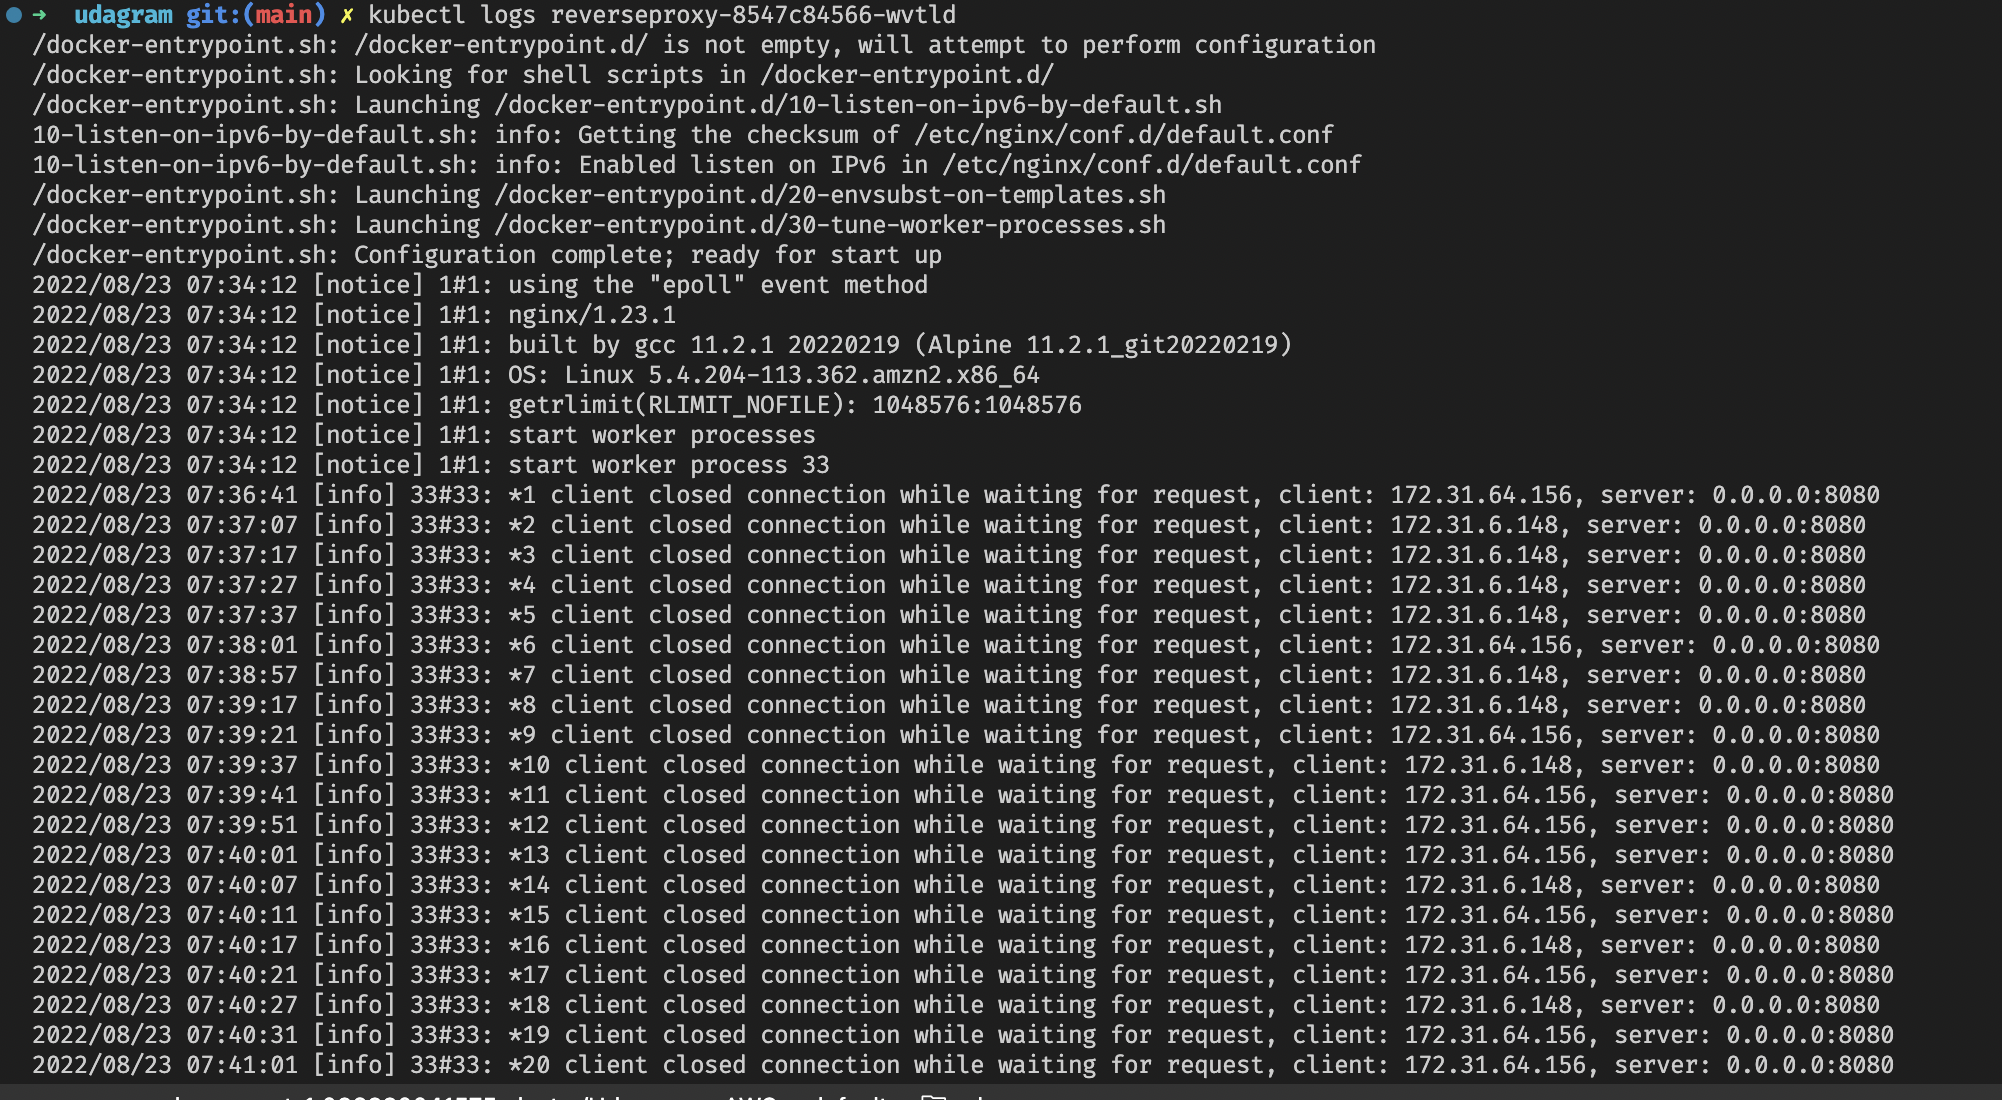 ➜ udagram git:(main) ✗ kubectl logs reverseproxy-8547c84566-wvtld
/docker-entrypoint.sh: /docker-entrypoint.d/ is not empty, will attempt to perform configuration
/docker-entrypoint.sh: Looking for shell scripts in /docker-entrypoint.d/
/docker-entrypoint.sh: Launching /docker-entrypoint.d/10-listen-on-ipv6-by-default.sh
10-listen-on-ipv6-by-default.sh: info: Getting the checksum of /etc/nginx/conf.d/default.conf
10-listen-on-ipv6-by-default.sh: info: Enabled listen on IPv6 in /etc/nginx/conf.d/default.conf
/docker-entrypoint.sh: Launching /docker-entrypoint.d/20-envsubst-on-templates.sh
/docker-entrypoint.sh: Launching /docker-entrypoint.d/30-tune-worker-processes.sh
/docker-entrypoint.sh: Configuration complete; ready for start up
2022/08/23 07:34:12 [notice] 1#1: using the "epoll" event method
2022/08/23 07:34:12 [notice] 1#1: nginx/1.23.1
2022/08/23 07:34:12 [notice] 1#1: built by gcc 11.2.1 20220219 (Alpine 11.2.1_git20220219)
2022/08/23 07:34:12 [notice] 1#1: OS: Linux 5.4.204-113.362.amzn2.x86_64
2022/08/23 07:34:12 [notice] 1#1: getrlimit(RLIMIT_NOFILE): 1048576:1048576
2022/08/23 07:34:12 [notice] 1#1: start worker processes
2022/08/23 07:34:12 [notice] 1#1: start worker process 33
2022/08/23 07:36:41 [info] 33#33: *1 client closed connection while waiting for request, client: 172.31.64.156, server: 0.0.0.0:8080
2022/08/23 07:37:07 [info] 33#33: *2 client closed connection while waiting for request, client: 172.31.6.148, server: 0.0.0.0:8080
2022/08/23 07:37:17 [info] 33#33: *3 client closed connection while waiting for request, client: 172.31.6.148, server: 0.0.0.0:8080
2022/08/23 07:37:27 [info] 33#33: *4 client closed connection while waiting for request, client: 172.31.6.148, server: 0.0.0.0:8080
2022/08/23 07:37:37 [info] 33#33: *5 client closed connection while waiting for request, client: 172.31.6.148, server: 0.0.0.0:8080
2022/08/23 07:38:01 [info] 33#33: *6 client closed connection while waiting for request, client: 172.31.64.156, server: 0.0.0.0:8080
2022/08/23 07:38:57 [info] 33#33: *7 client closed connection while waiting for request, client: 172.31.6.148, server: 0.0.0.0:8080
2022/08/23 07:39:17 [info] 33#33: *8 client closed connection while waiting for request, client: 172.31.6.148, server: 0.0.0.0:8080
2022/08/23 07:39:21 [info] 33#33: *9 client closed connection while waiting for request, client: 172.31.64.156, server: 0.0.0.0:8080
2022/08/23 07:39:37 [info] 33#33: *10 client closed connection while waiting for request, client: 172.31.6.148, server: 0.0.0.0:8080
2022/08/23 07:39:41 [info] 33#33: *11 client closed connection while waiting for request, client: 172.31.64.156, server: 0.0.0.0:8080
2022/08/23 07:39:51 [info] 33#33: *12 client closed connection while waiting for request, client: 172.31.64.156, server: 0.0.0.0:8080
2022/08/23 07:40:01 [info] 33#33: *13 client closed connection while waiting for request, client: 172.31.64.156, server: 0.0.0.0:8080
2022/08/23 07:40:07 [info] 33#33: *14 client closed connection while waiting for request, client: 172.31.6.148, server: 0.0.0.0:8080
2022/08/23 07:40:11 [info] 33#33: *15 client closed connection while waiting for request, client: 172.31.64.156, server: 0.0.0.0:8080
2022/08/23 07:40:17 [info] 33#33: *16 client closed connection while waiting for request, client: 172.31.6.148, server: 0.0.0.0:8080
2022/08/23 07:40:21 [info] 33#33: *17 client closed connection while waiting for request, client: 172.31.64.156, server: 0.0.0.0:8080
2022/08/23 07:40:27 [info] 33#33: *18 client closed connection while waiting for request, client: 172.31.6.148, server: 0.0.0.0:8080
2022/08/23 07:40:31 [info] 33#33: *19 client closed connection while waiting for request, client: 172.31.64.156, server: 0.0.0.0:8080
2022/08/23 07:41:01 [info] 33#33: *20 client closed connection while waiting for request, client: 172.31.64.156, server: 0.0.0.0:8080